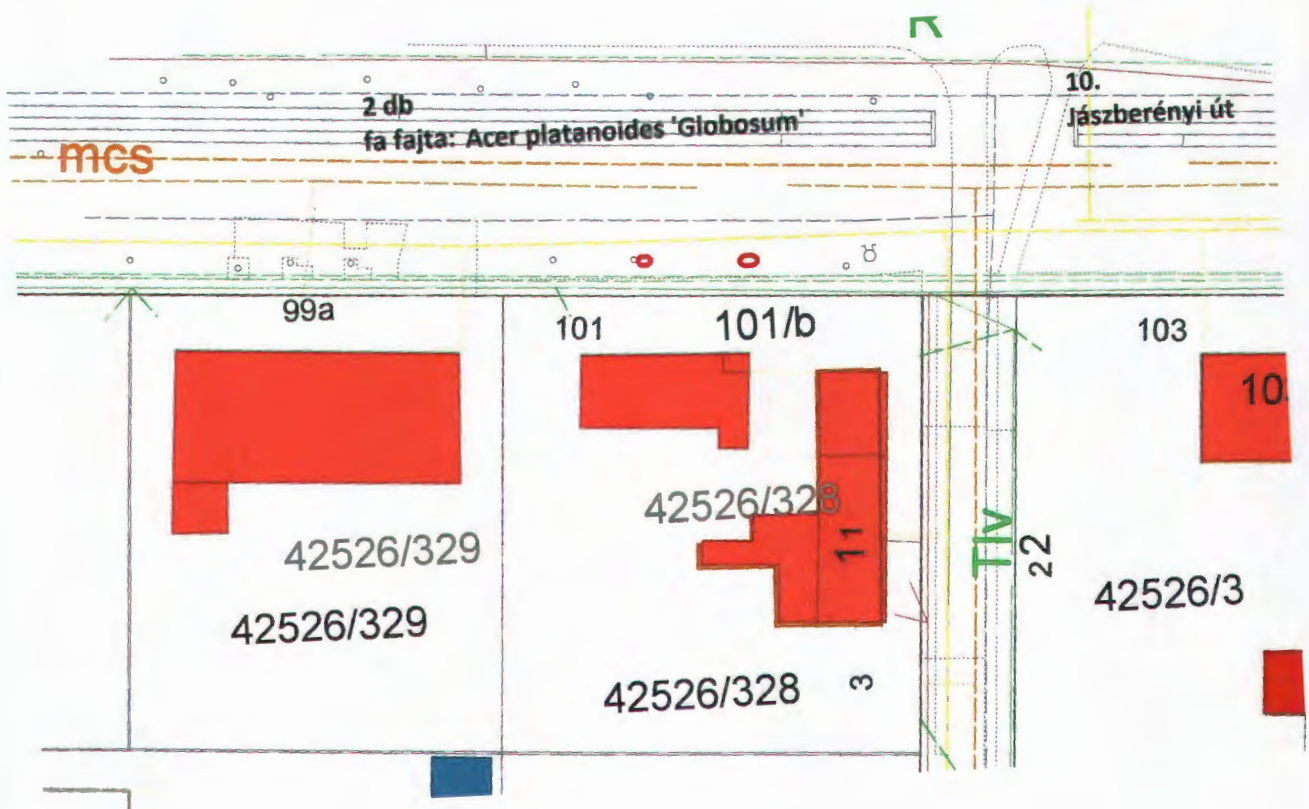 10.
2 db
Jászberényi út
fa fajta: Acer platanoides 'Globosum'
mcs
99a
101
101/b
103
10
42526/328
11
42526/329
Tlv
22
42526/3
42526/329
42526/328
3